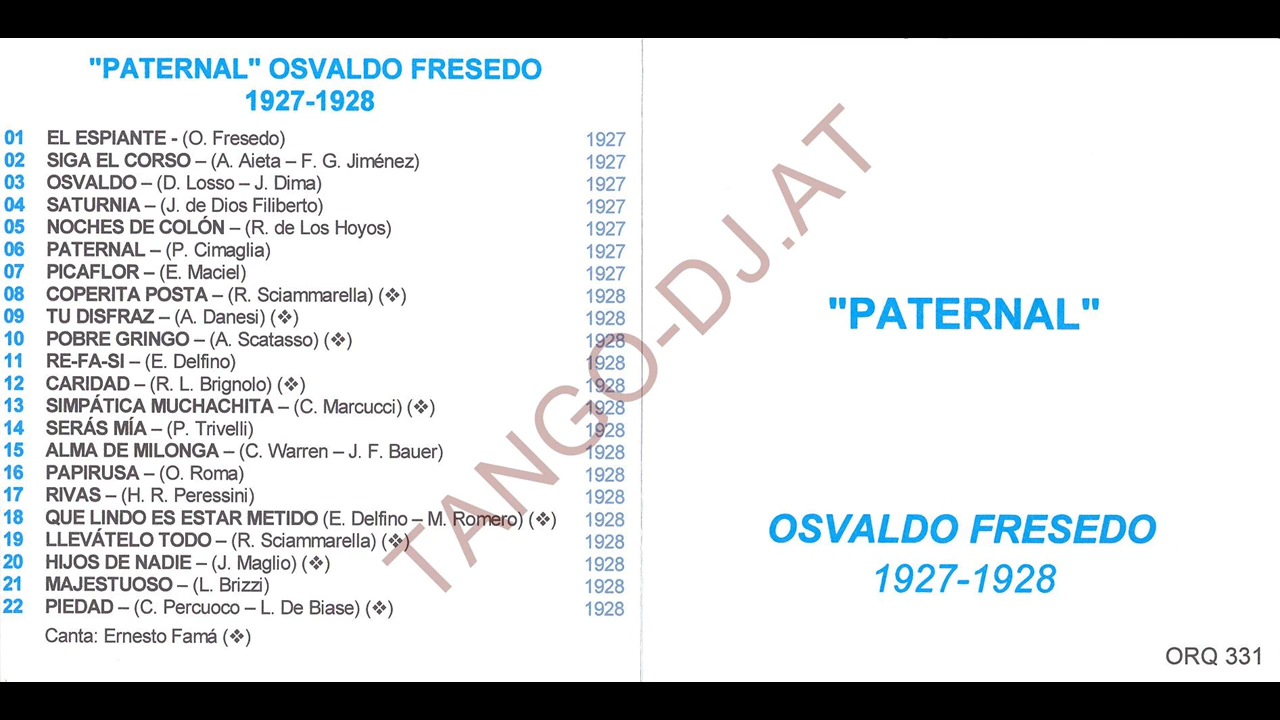 "PATERNAL" OSVALDO FRESEDO
1927-1928
01 EL ESPIANTE - (O. Fresedo) 1927
02 SIGA EL CORSO – (A. Aieta – F. G. Jiménez) 1927
03 OSVALDO – (D. Losso – J. Dima) 1927
04 SATURNIA – (J. de Dios Filiberto) 1927
05 NOCHES DE COLÓN – (R. de Los Hoyos) 1927
06 PATERNAL – (P. Cimaglia) 1927
07 PICAFLOR – (E. Maciel) 1927
08 COPERITA POSTA – (R. Sciammarella) (❖) 1928
09 TU DISFRAZ – (A. Danesi) (❖) 1928
10 POBRE GRINGO – (A. Scatasso) (❖) 1928
11 RE-FA-SI – (E. Delfino) 1928
12 CARIDAD – (R. L. Brignolo) (❖) 1928
13 SIMPÁTICA MUCHACHITA – (C. Marcucci) (❖) 1928
14 SERÁS MÍA – (P. Trivelli) 1928
15 ALMA DE MILONGA – (C. Warren – J. F. Bauer) 1928
16 PAPIRUSA – (O. Roma) 1928
17 RIVAS – (H. R. Peressini) 1928
18 QUE LINDO ES ESTAR METIDO (E. Delfino – M. Romero) (❖) 1928
19 LLEVÁTELO TODO – (R. Sciammarella) (❖) 1928
20 HIJOS DE NADIE – (J. Maglio) (❖) 1928
21 MAJESTUOSO – (L. Brizzi) 1928
22 PIEDAD – (C. Percuoco – L. De Biase) (❖) 1928
Canta: Ernesto Famá (❖)
"PATERNAL"
OSVALDO FRESEDO
1927-1928
ORQ 331
TANGO-DJ.AT